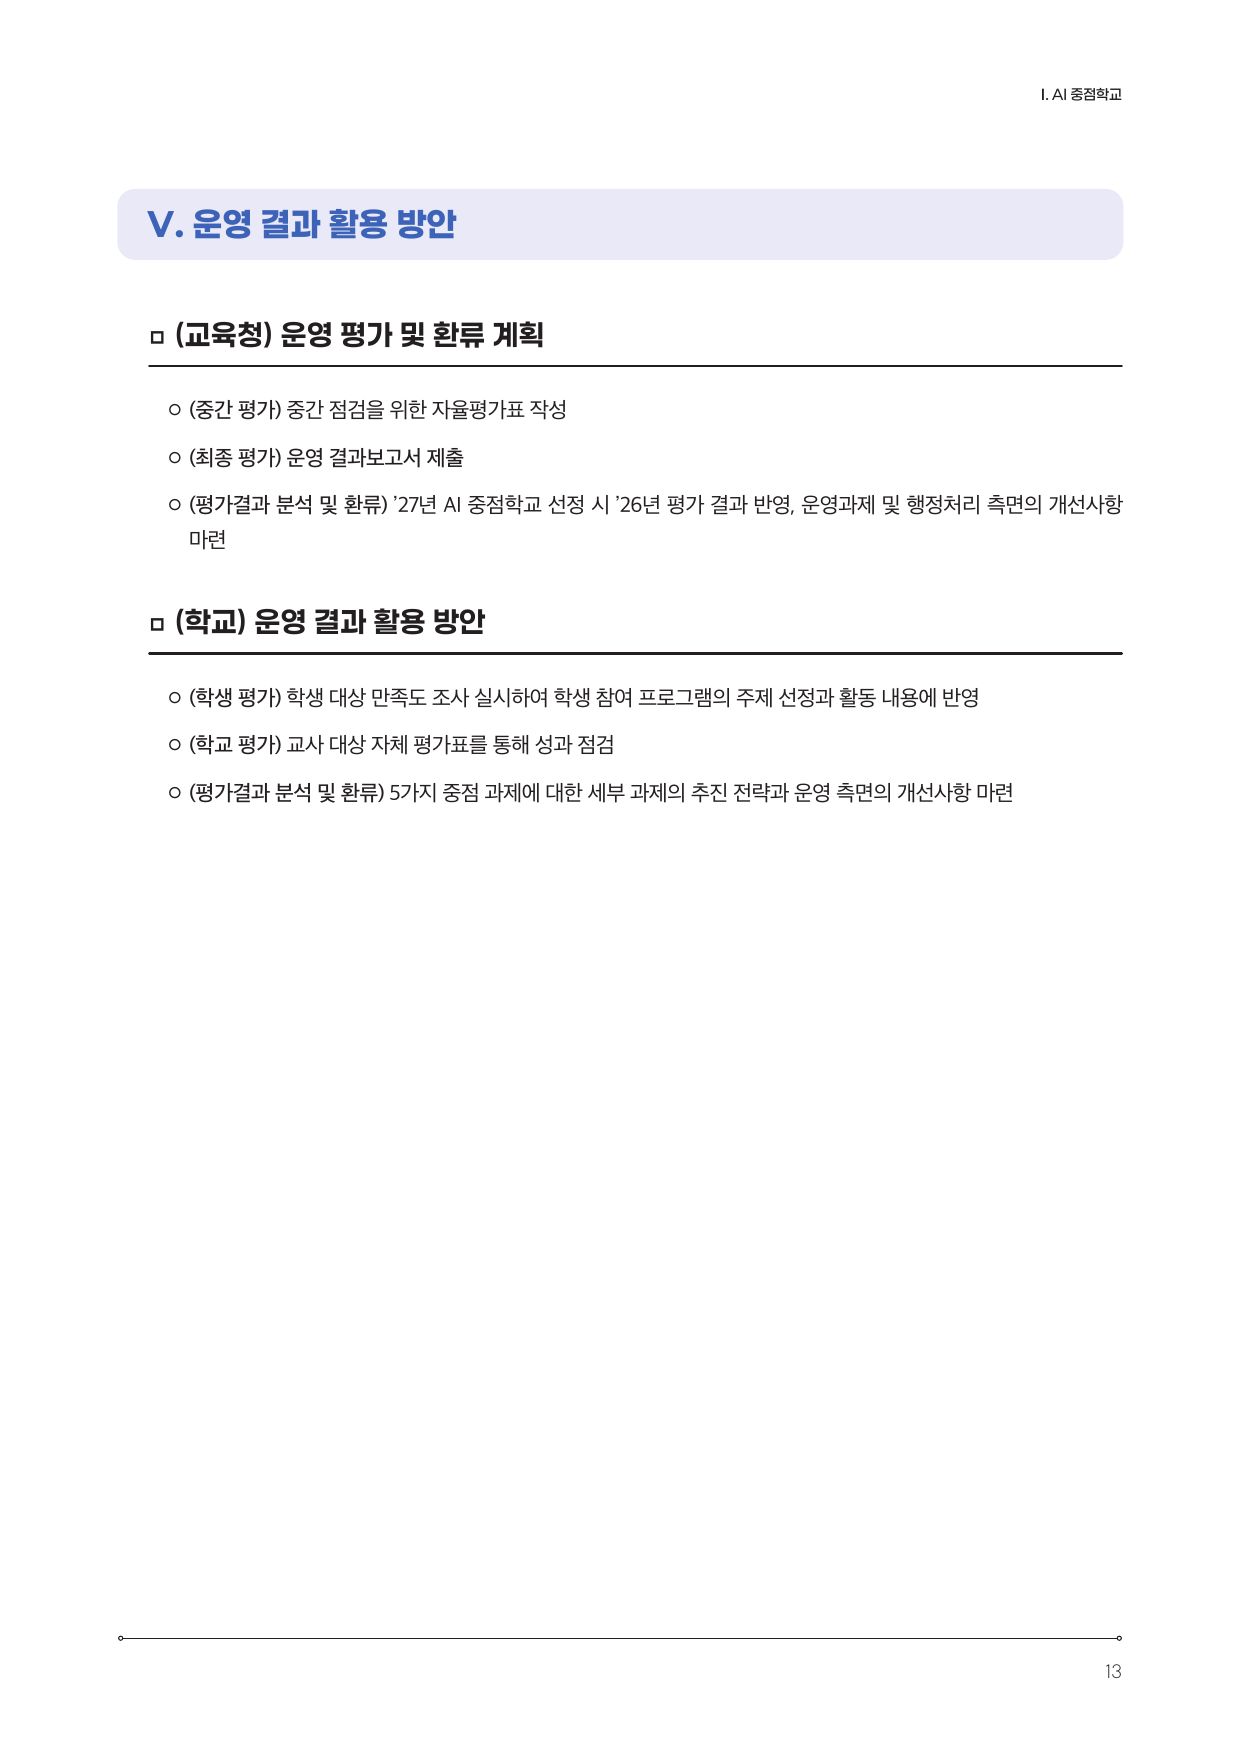 I. AI 중점학교
V. 운영 결과 활용 방안
□ (교육청) 운영 평가 및 환류 계획
○ (중간 평가) 중간 점검을 위한 자율평가표 작성
○ (최종 평가) 운영 결과보고서 제출
○ (평가결과 분석 및 환류) ’27년 AI 중점학교 선정 시 ’26년 평가 결과 반영, 운영과제 및 행정처리 측면의 개선사항
마련
□ (학교) 운영 결과 활용 방안
○ (학생 평가) 학생 대상 만족도 조사 실시하여 학생 참여 프로그램의 주제 선정과 활동 내용에 반영
○ (학교 평가) 교사 대상 자체 평가표를 통해 성과 점검
○ (평가결과 분석 및 환류) 5가지 중점 과제에 대한 세부 과제의 추진 전략과 운영 측면의 개선사항 마련
13